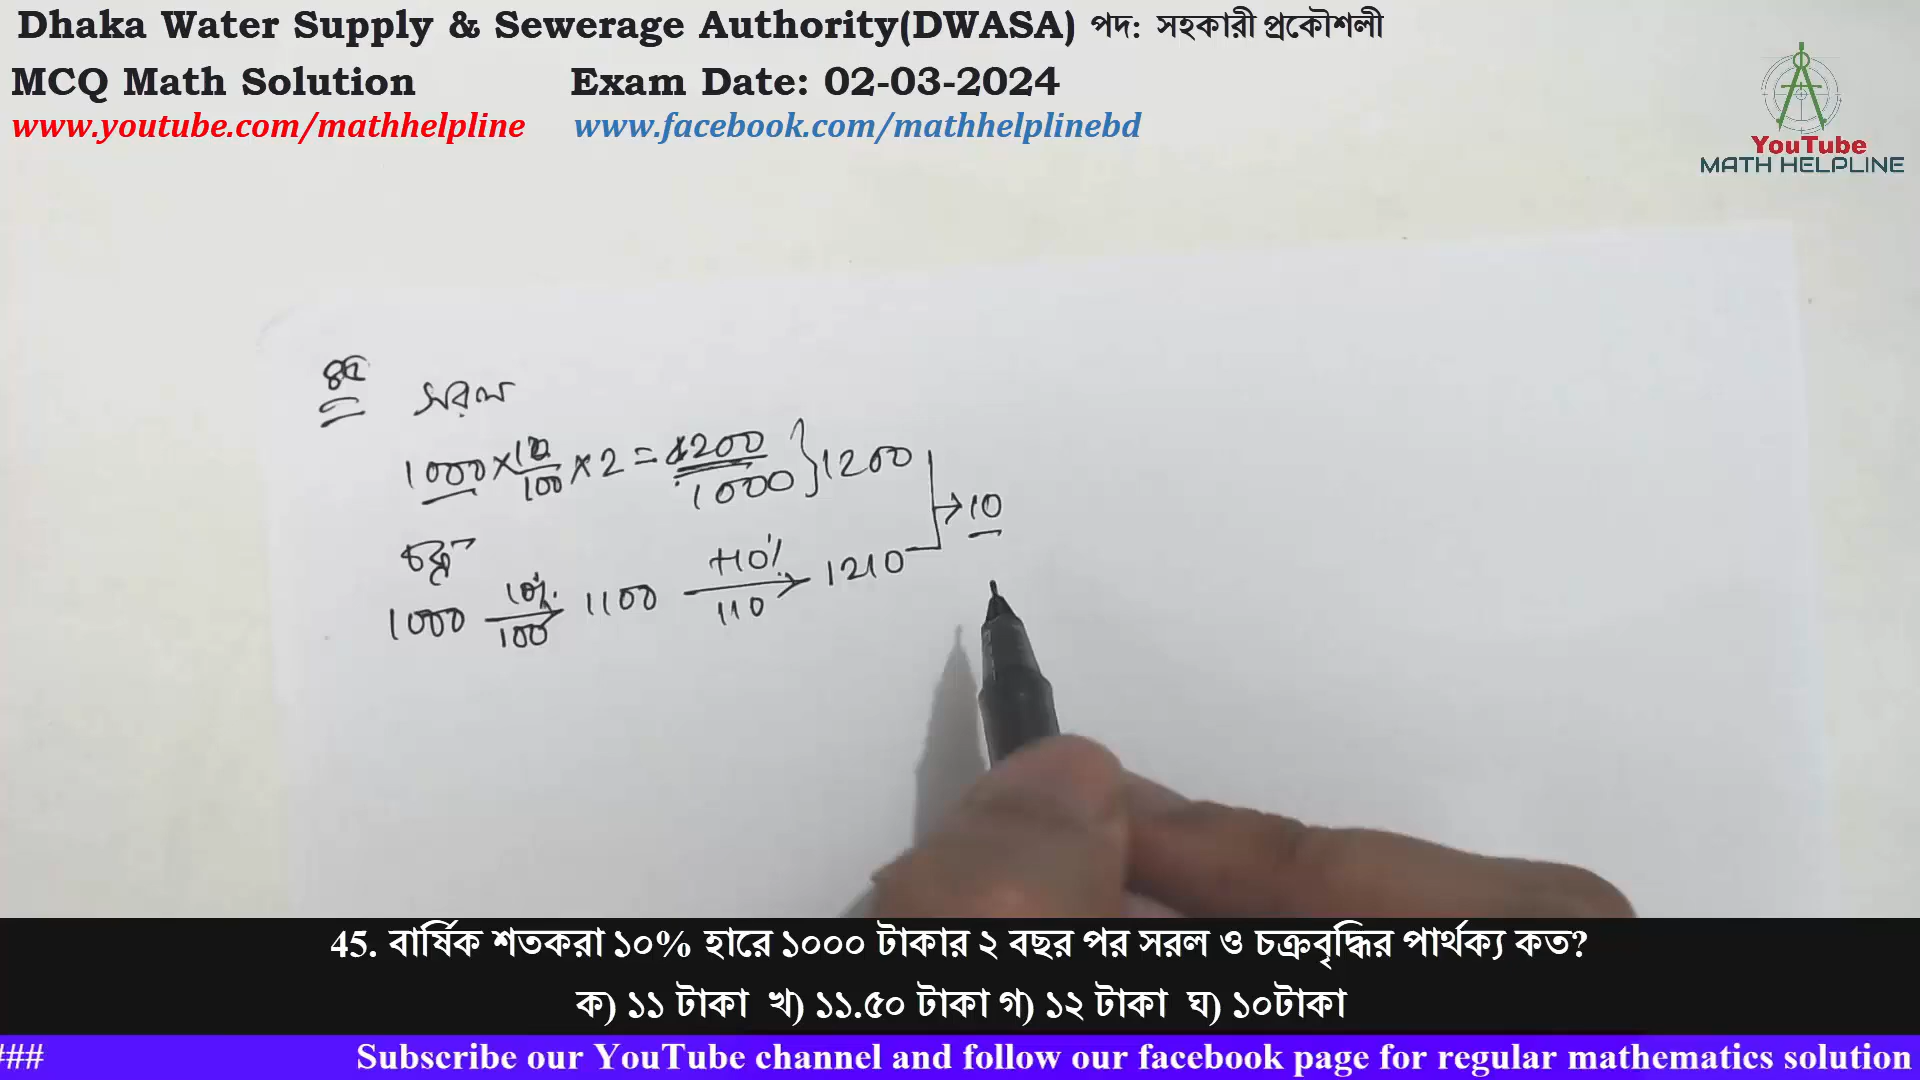 Dhaka Water Supply & Sewerage Authority(DWASA) পদ: সহকারী প্রকৌশলী
MCQ Math Solution Exam Date: 02-03-2024
www.youtube.com/mathhelpline www.facebook.com/mathhelplinebd
YouTube
MATH HELPLINE
৪৫
সরল
1000 × 10/100 × 2 = 200
1000 } 1200
→ 10
চক্র
1000 10%/100 1100 +10%/110 → 1210
45. বার্ষিক শতকরা ১০% হারে ১০০০ টাকার ২ বছর পর সরল ও চক্রবৃদ্ধির পার্থক্য কত?
ক) ১১ টাকা খ) ১১.৫০ টাকা গ) ১২ টাকা ঘ) ১০টাকা
### Subscribe our YouTube channel and follow our facebook page for regular mathematics solution